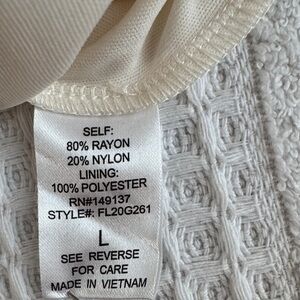 SELF:
80% RAYON
20% NYLON
LINING:
100% POLYESTER
RN#149137
STYLE#: FL20G261
L
SEE REVERSE
FOR CARE
MADE IN VIETNAM